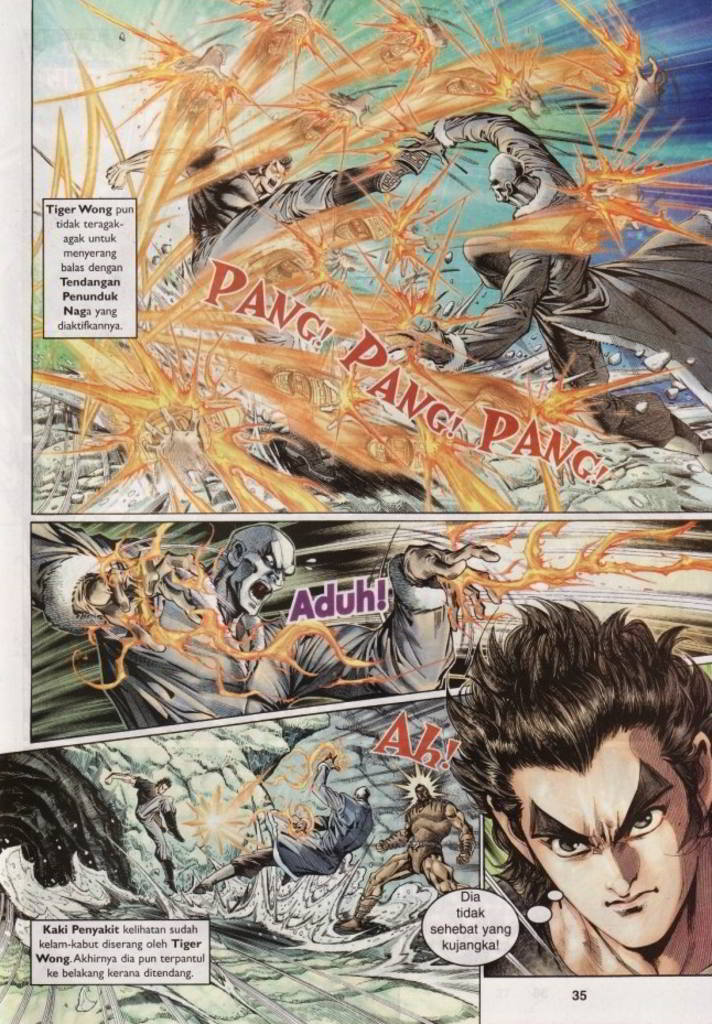 Tiger Wong pun
tidak teragak-
agak untuk
menyerang
balas dengan
Tendangan
Penunduk
Naga yang
diaktifkannya.
PANG! PANG! PANG!
Aduh!
Ah!
Kaki Penyakit kelihatan sudah
kelam-kabut diserang oleh Tiger
Wong. Akhirnya dia pun terpantul
ke belakang kerana ditendang.
Dia
tidak
sehebat yang
kujangka!
35